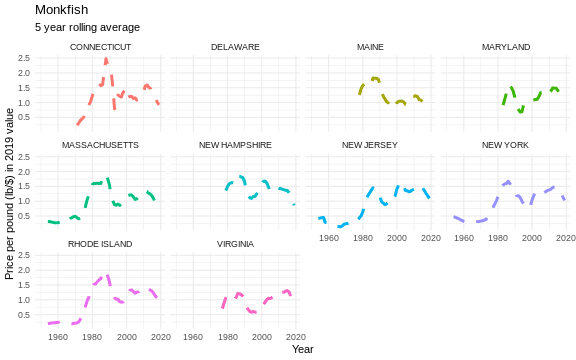 Monkfish
5 year rolling average
CONNECTICUT DELAWARE MAINE MARYLAND
2.5
2.0
1.5
1.0
0.5
MASSACHUSETTS NEW HAMPSHIRE NEW JERSEY NEW YORK
2.5
2.0
1.5
1.0
0.5
1960 1980 2000 2020 1960 1980 2000 2020
RHODE ISLAND VIRGINIA
2.5
2.0
1.5
1.0
0.5
1960 1980 2000 2020 1960 1980 2000 2020
Year
Price per pound (lb/$) in 2019 value